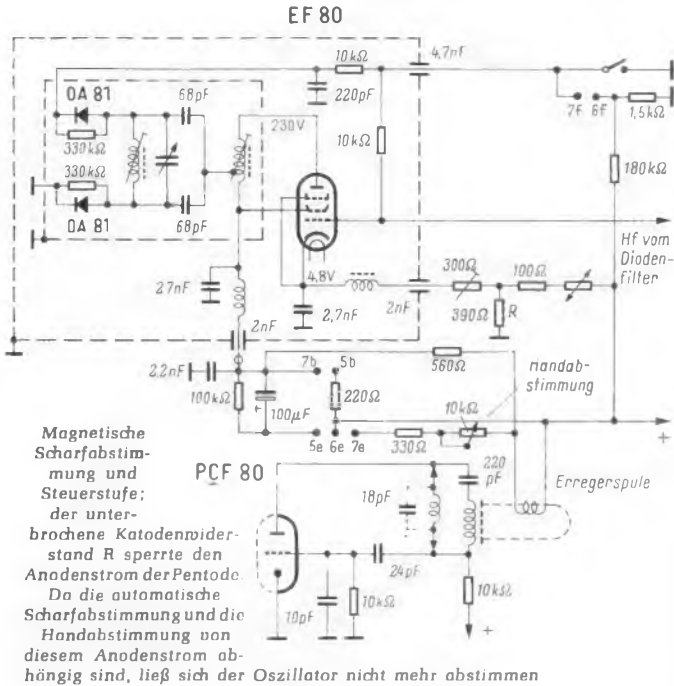 EF 80
10kΩ
4,7nF
OA 81
68pF
220pF
7f 6f
1,5kΩ
330kΩ
230V
10kΩ
330kΩ
180kΩ
OA 81
68pF
Hf vom
Dioden-
filter
4,8V
300Ω
100Ω
27nF
2nF
390Ω
R
2,7nF
2nF
2,2nF
7b
5b
560Ω
Handab-
stimmung
100kΩ
100µF
220Ω
10kΩ
+
5e
6e
7e
330Ω
+
Magnetische
Scharfabstim-
mung und
Steuerstufe;
der unter-
brochene Katodenwider-
stand R sperrte den
Anodenstrom der Pentode.
Da die automatische
Scharfabstimmung und die
Handabstimmung von
diesem Anodenstrom ab-
hängig sind, ließ sich der Oszillator nicht mehr abstimmen
PCF 80
220
pF
Erregerspule
18pF
24pF
10pF
10kΩ
10kΩ
+